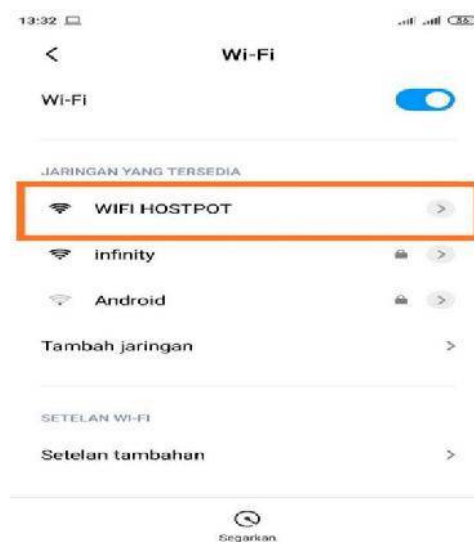 13:32
Wi-Fi
Wi-Fi
JARINGAN YANG TERSEDIA
WIFI HOSTPOT
infinity
Android
Tambah jaringan
SETELAN WI-FI
Setelan tambahan
Segarkan